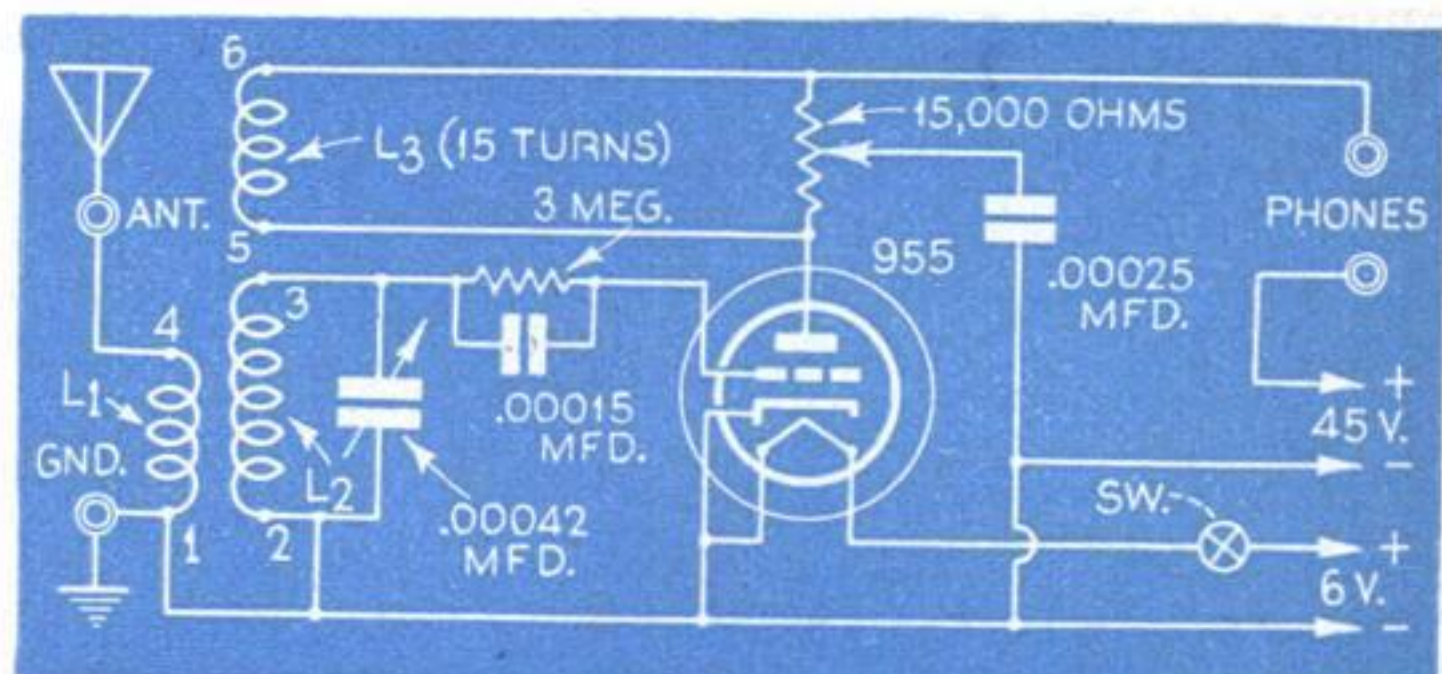 6
15,000 OHMS
L3 (15 TURNS)
ANT.
3 MEG.
PHONES
5
955
.00025
MFD.
3
4
L1
.00015
MFD.
+
45 V.
-
GND.
L2
1
2
.00042
MFD.
SW.
+
6 V.
-